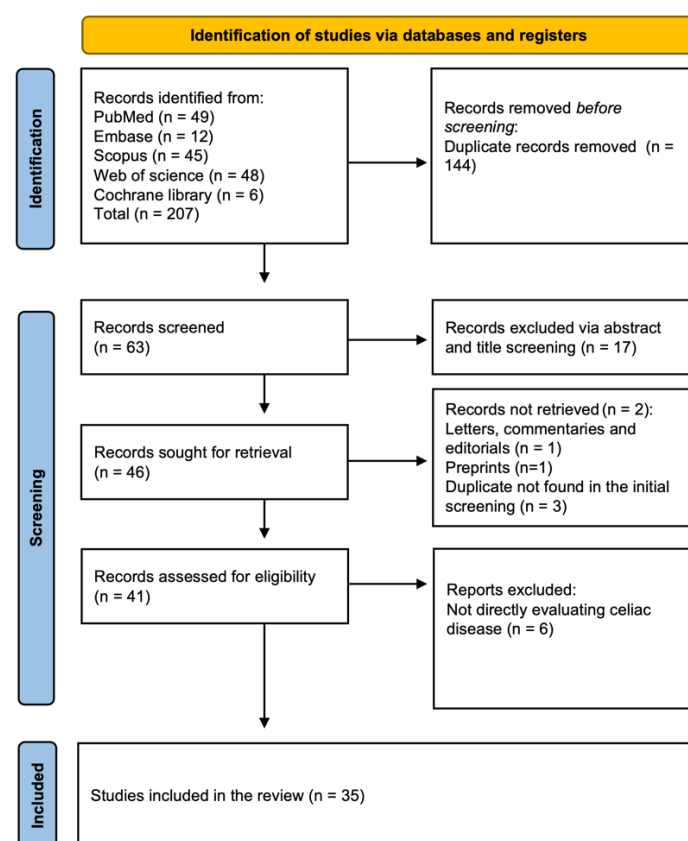 Identification of studies via databases and registers
Identification
Records identified from:
PubMed (n = 49)
Embase (n = 12)
Scopus (n = 45)
Web of science (n = 48)
Cochrane library (n = 6)
Total (n = 207)
Records removed before
screening:
Duplicate records removed (n =
144)
Screening
Records screened
(n = 63)
Records excluded via abstract
and title screening (n = 17)
Records sought for retrieval
(n = 46)
Records not retrieved (n = 2):
Letters, commentaries and
editorials (n = 1)
Preprints (n=1)
Duplicate not found in the initial
screening (n = 3)
Records assessed for eligibility
(n = 41)
Reports excluded:
Not directly evaluating celiac
disease (n = 6)
Included
Studies included in the review (n = 35)